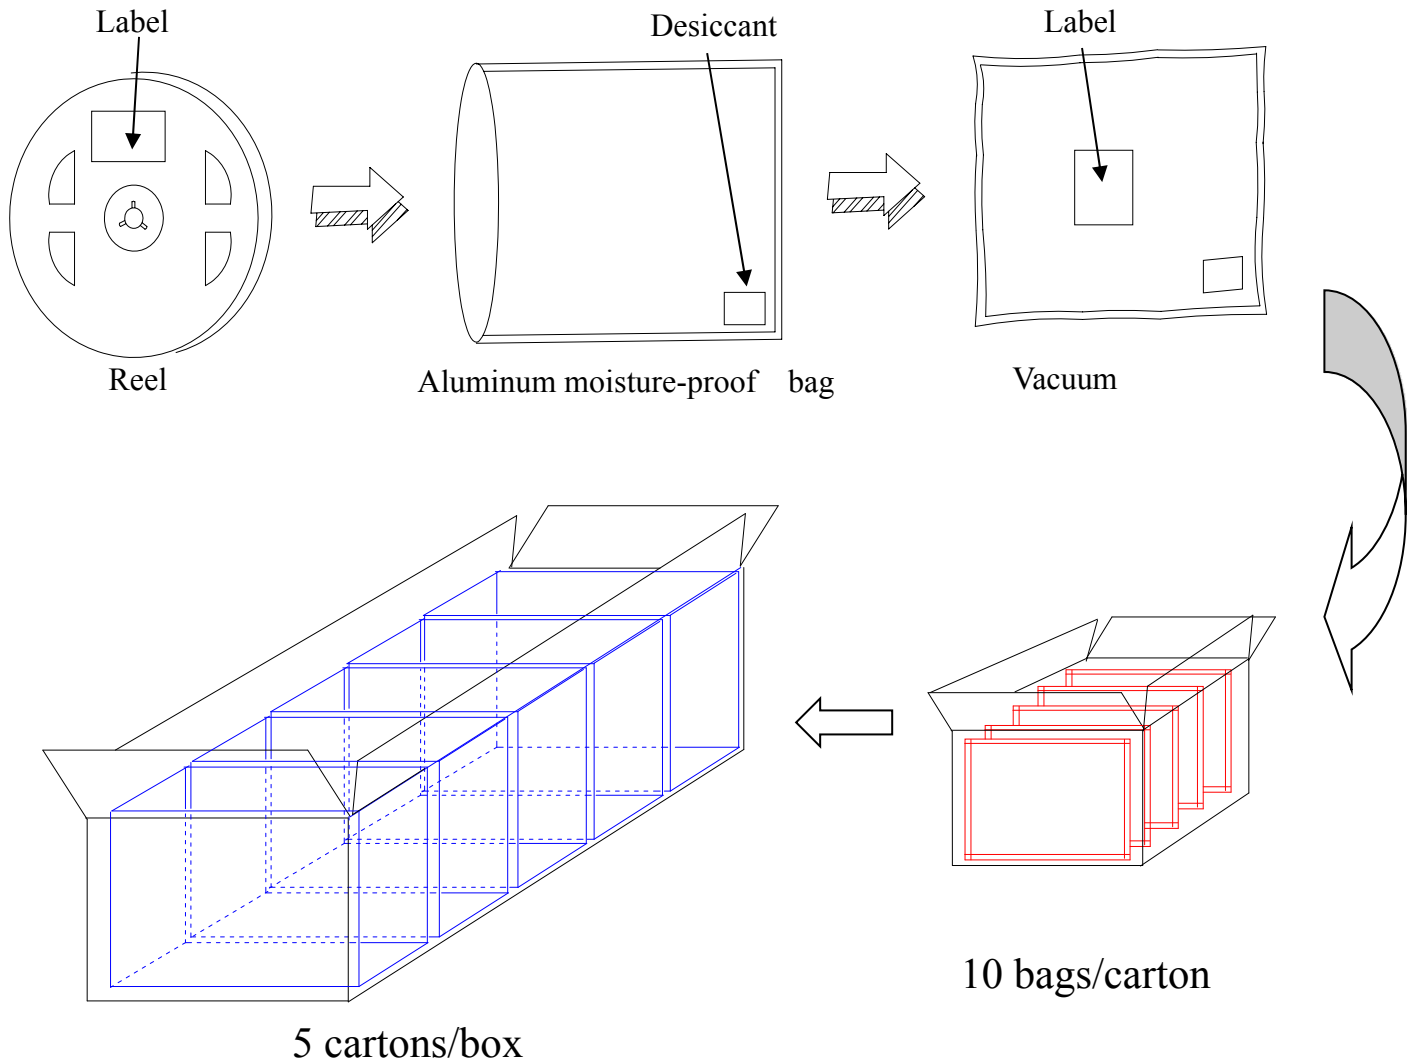 Label
Desiccant
Label
Reel
Aluminum moisture-proof bag
Vacuum
10 bags/carton
5 cartons/box